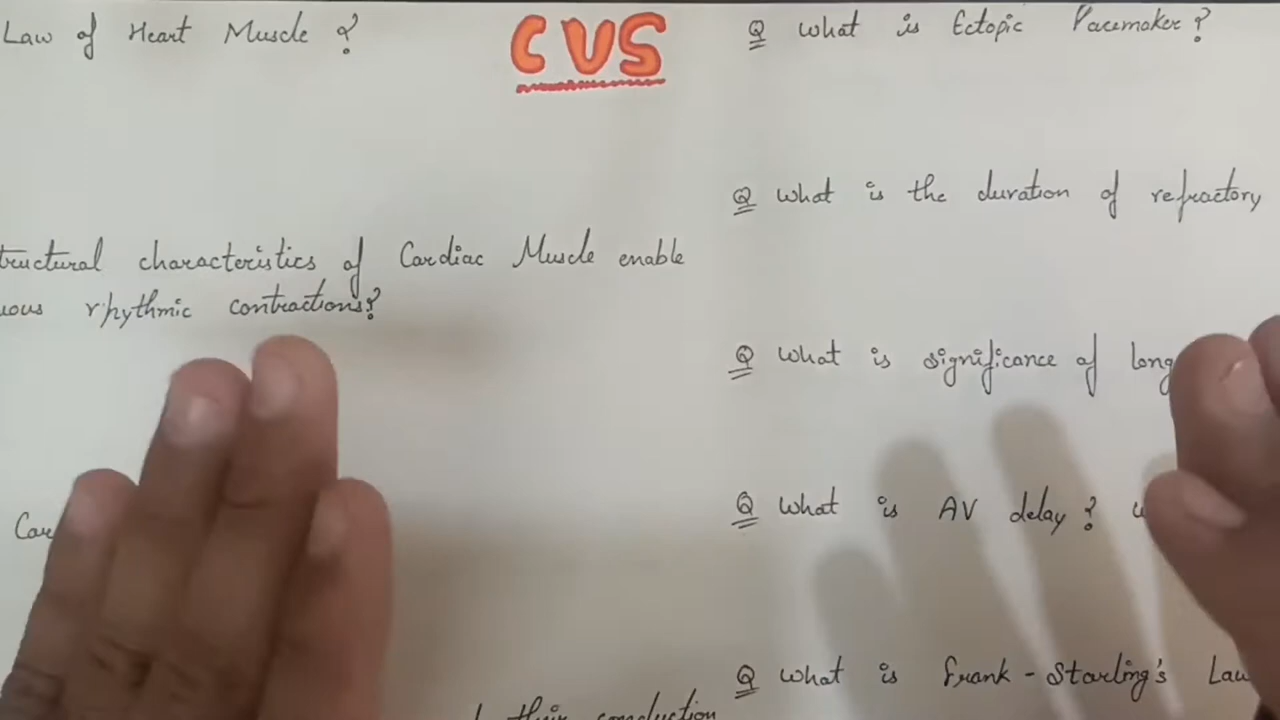 CVS
Law of Heart Muscle ?
tructural characteristics of Cardiac Muscle enable
uous rhythmic contractions?
Car
their conduction
Q what is Ectopic Pacemaker?
Q what is the duration of refractory
Q what is significance of long
Q what is AV delay?
Q what is Frank - Starling's Law